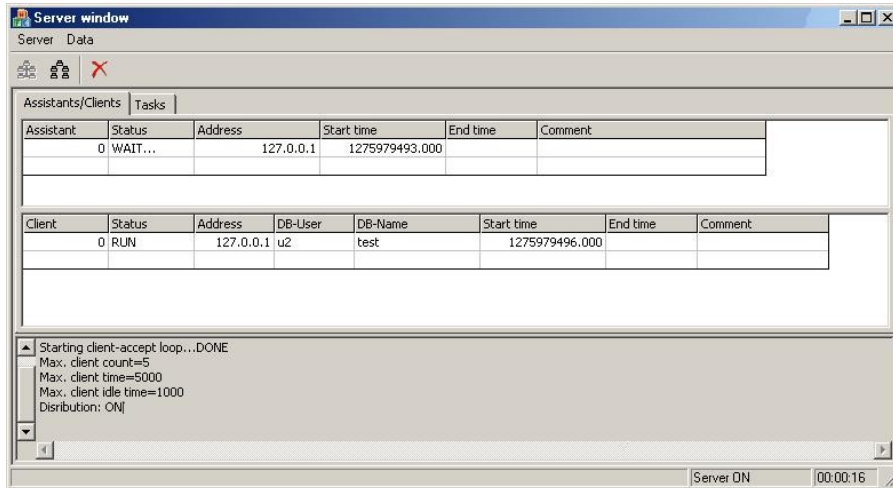 Server window
Server Data
Assistants/Clients Tasks
Assistant Status Address Start time End time Comment
0 WAIT... 127.0.0.1 1275979493.000
Client Status Address DB-User DB-Name Start time End time Comment
0 RUN 127.0.0.1 u2 test 1275979496.000
Starting client-accept loop...DONE
Max. client count=5
Max. client time=5000
Max. client idle time=1000
Disribution: ON
Server ON 00:00:16